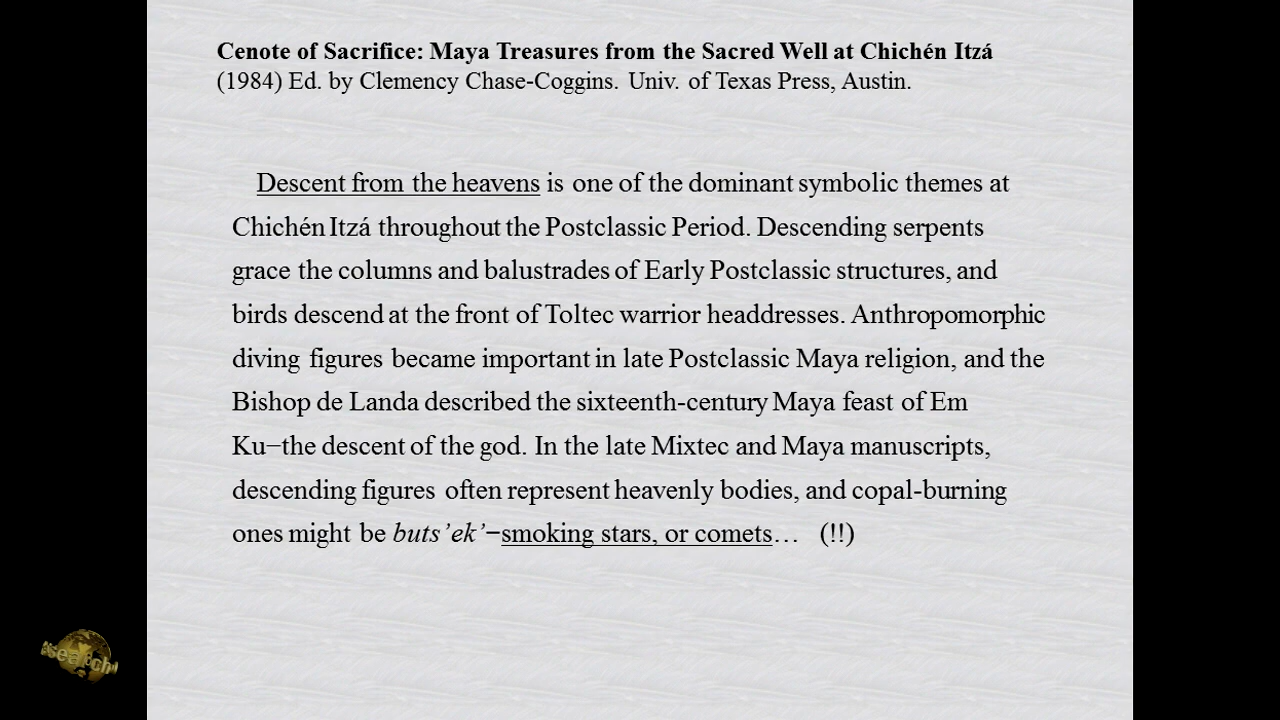 Cenote of Sacrifice: Maya Treasures from the Sacred Well at Chichén Itzá
(1984) Ed. by Clemency Chase-Coggins. Univ. of Texas Press, Austin.
Descent from the heavens is one of the dominant symbolic themes at
Chichén Itzá throughout the Postclassic Period. Descending serpents
grace the columns and balustrades of Early Postclassic structures, and
birds descend at the front of Toltec warrior headdresses. Anthropomorphic
diving figures became important in late Postclassic Maya religion, and the
Bishop de Landa described the sixteenth-century Maya feast of Em
Ku−the descent of the god. In the late Mixtec and Maya manuscripts,
descending figures often represent heavenly bodies, and copal-burning
ones might be buts’ek’−smoking stars, or comets… (!!)